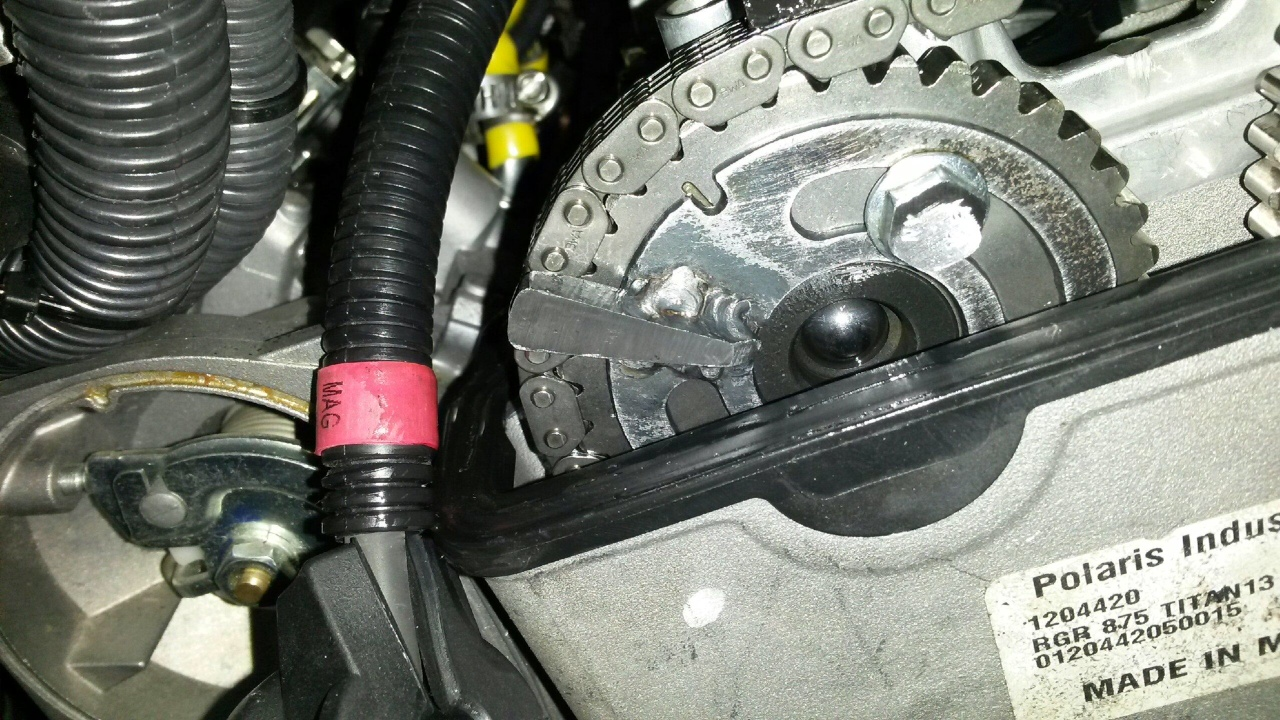 MAG
Polaris Indus
1204420
RGR 875 TITAN13
0120442050015
MADE IN M